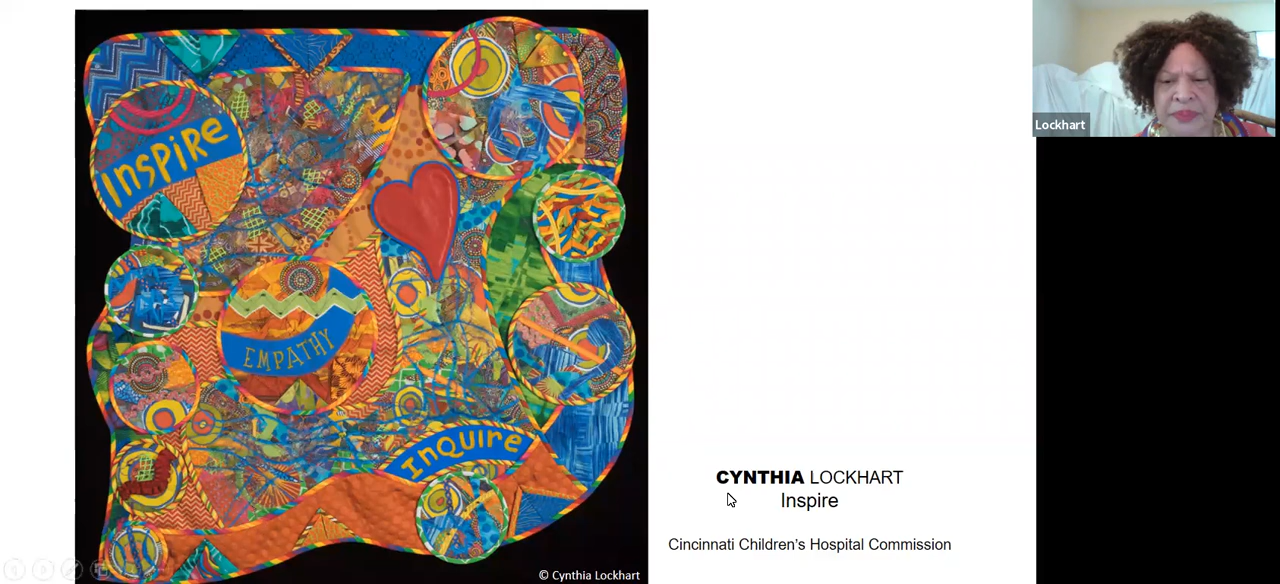 INSPIRE
EMPATHY
INQUIRE
© Cynthia Lockhart
CYNTHIA LOCKHART
Inspire
Cincinnati Children's Hospital Commission
Lockhart